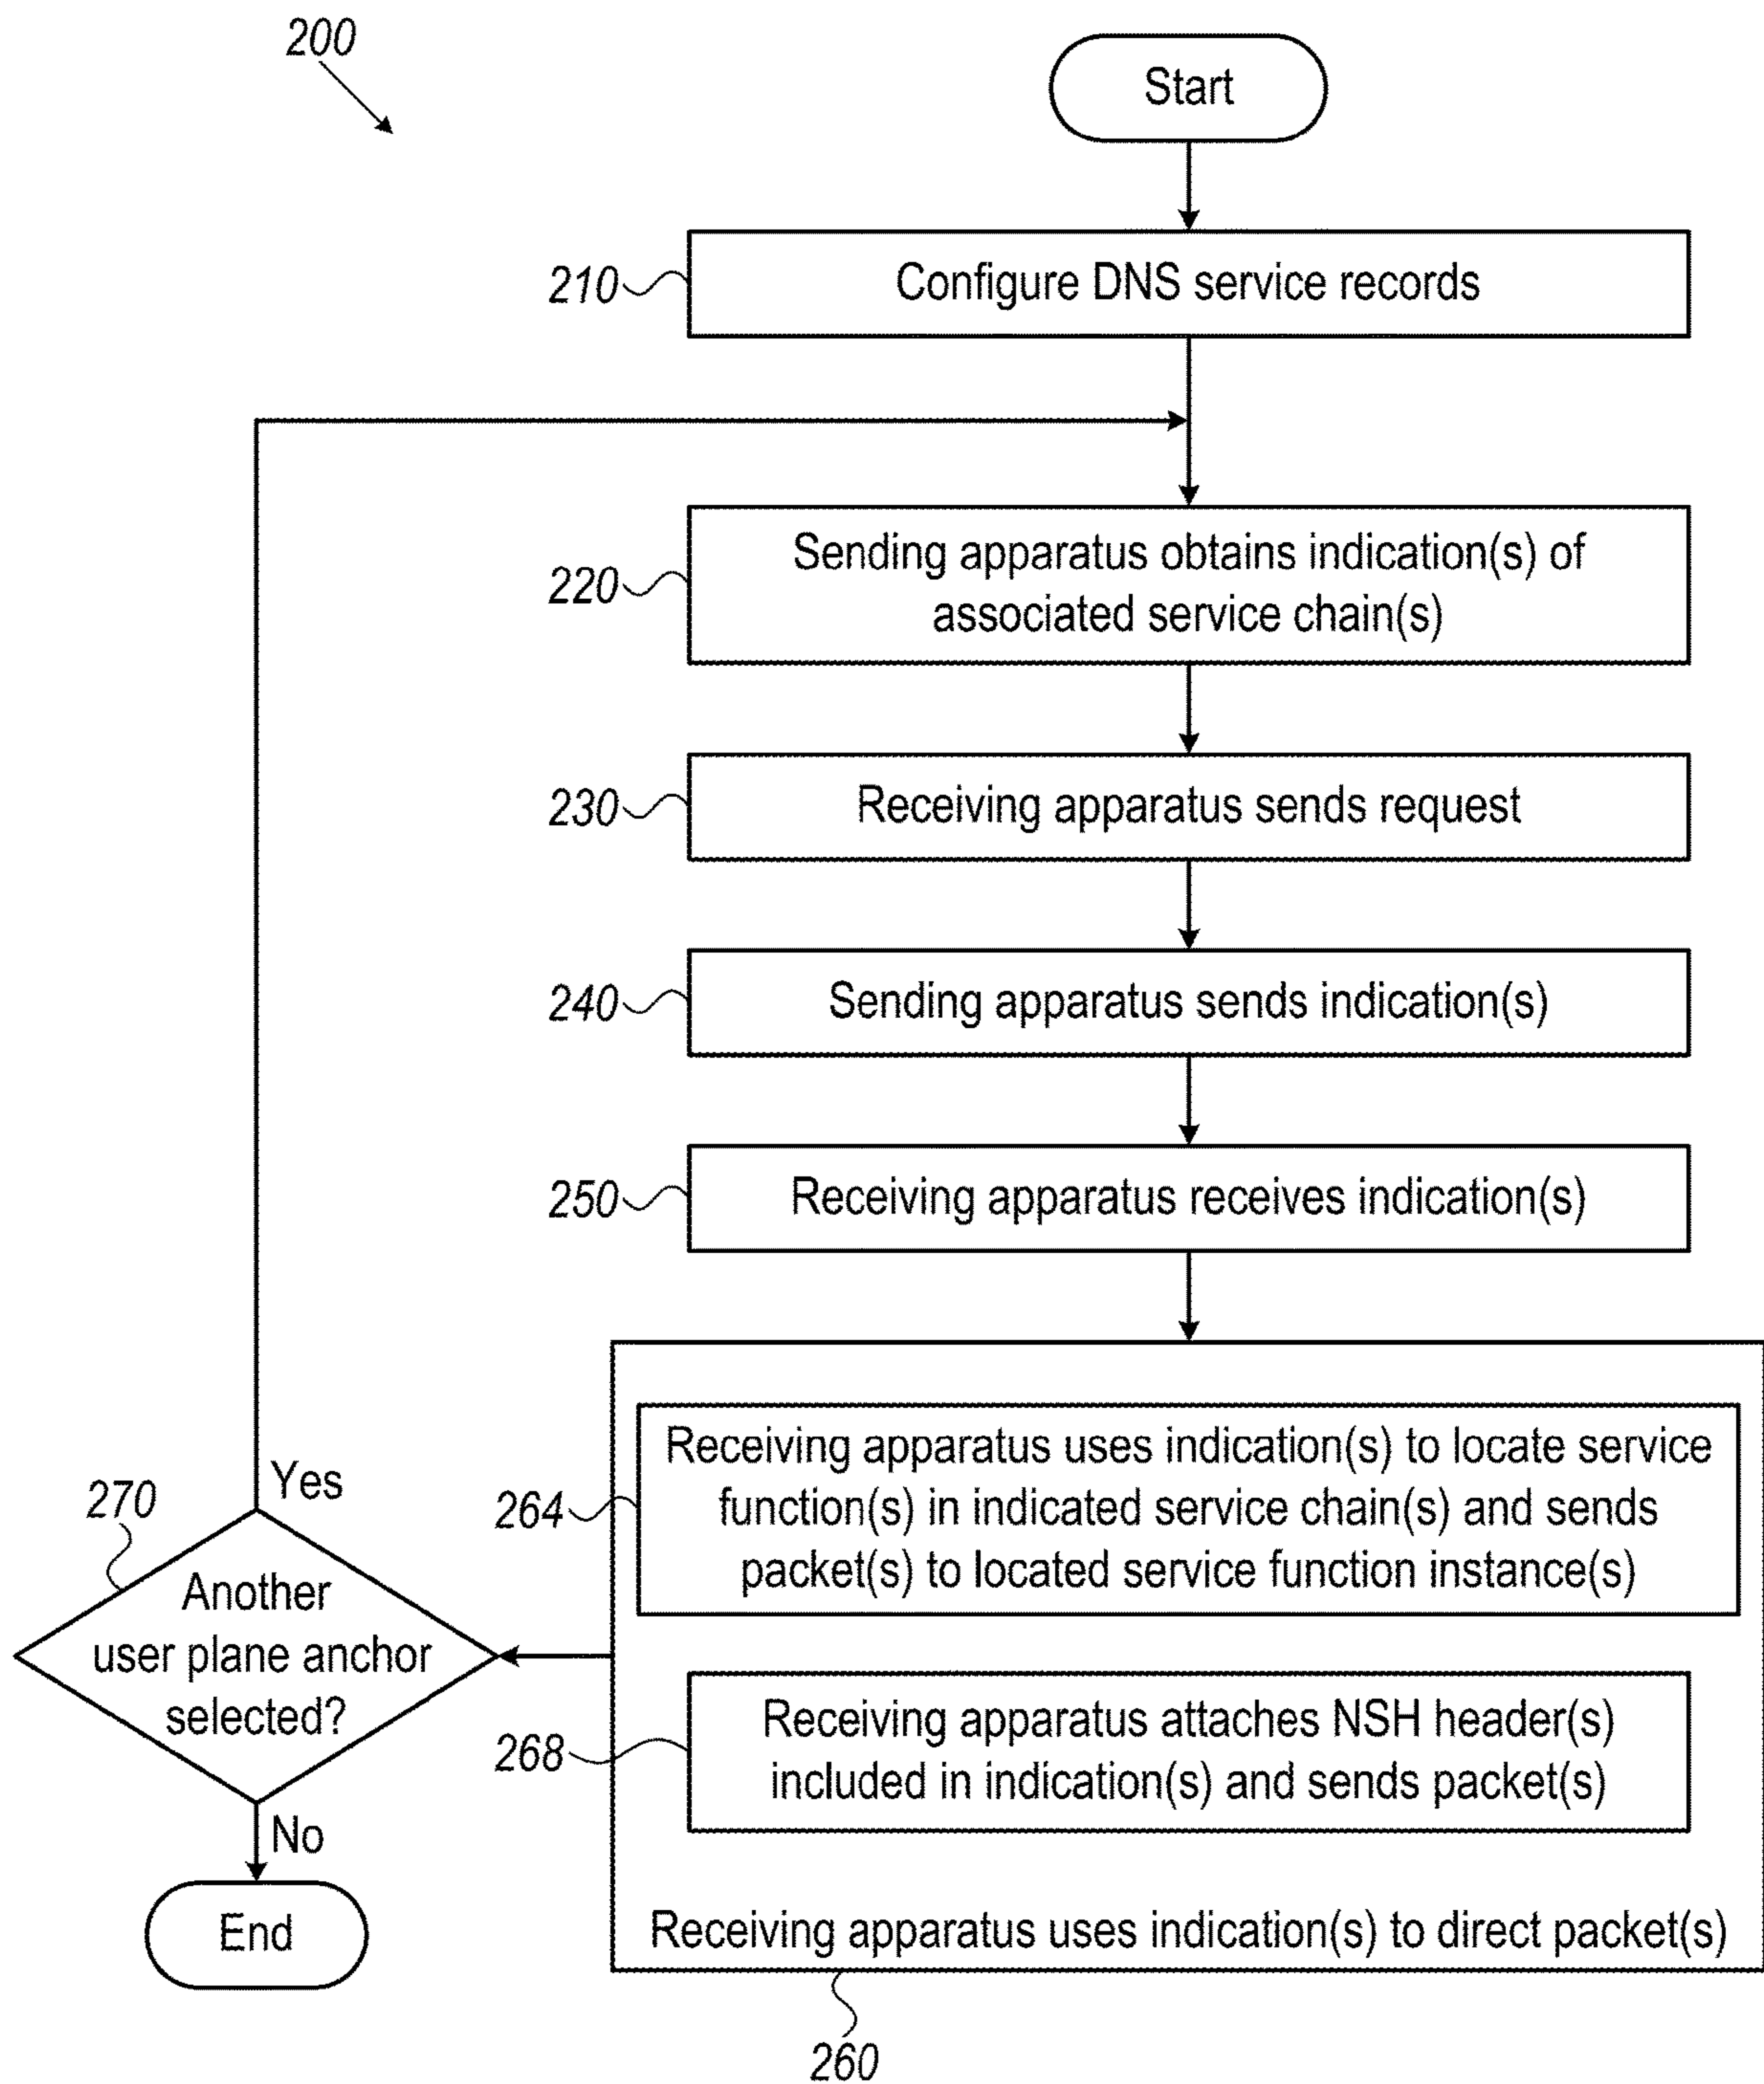 200
Start
210
Configure DNS service records
220
Sending apparatus obtains indication(s) of
associated service chain(s)
230
Receiving apparatus sends request
240
Sending apparatus sends indication(s)
250
Receiving apparatus receives indication(s)
264
Receiving apparatus uses indication(s) to locate service
function(s) in indicated service chain(s) and sends
packet(s) to located service function instance(s)
268
Receiving apparatus attaches NSH header(s)
included in indication(s) and sends packet(s)
Receiving apparatus uses indication(s) to direct packet(s)
260
270
Yes
Another
user plane anchor
selected?
No
End